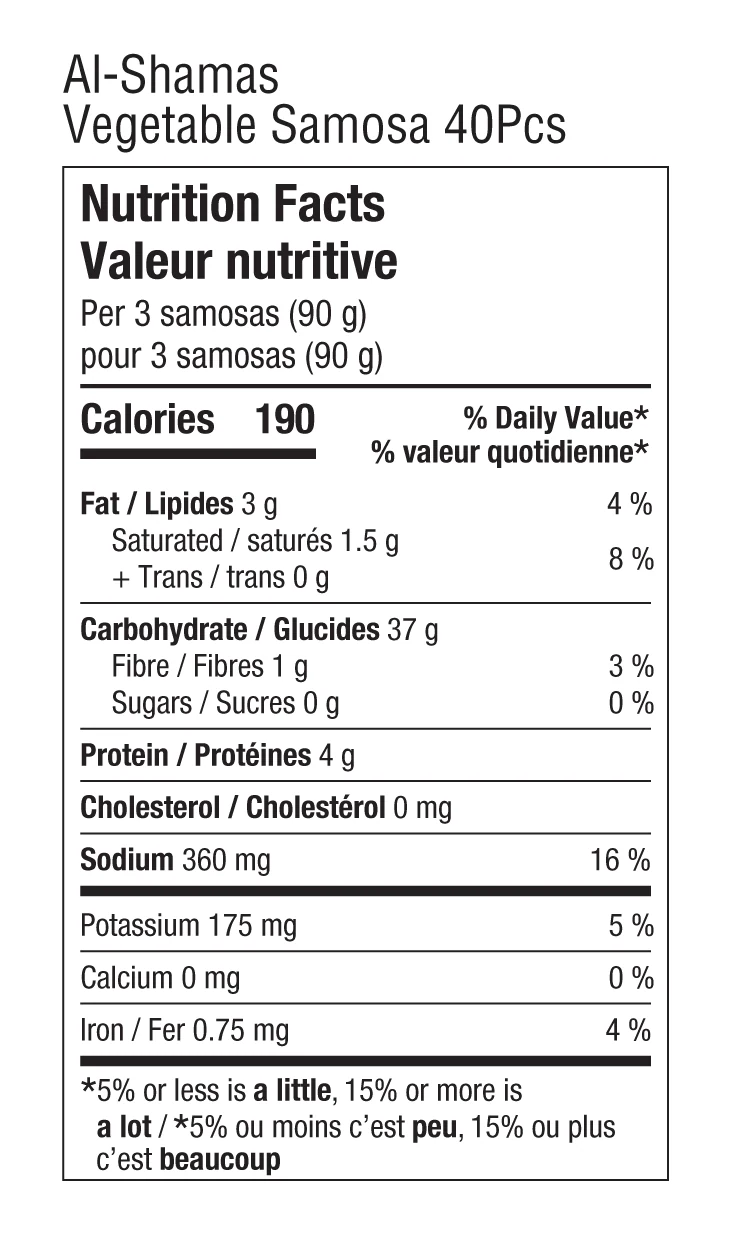 Al-Shamas
Vegetable Samosa 40Pcs
Nutrition Facts
Valeur nutritive
Per 3 samosas (90 g)
pour 3 samosas (90 g)
Calories 190
% Daily Value*
% valeur quotidienne*
Fat / Lipides 3 g 4 %
Saturated / saturés 1.5 g
+ Trans / trans 0 g
8 %
Carbohydrate / Glucides 37 g
Fibre / Fibres 1 g 3 %
Sugars / Sucres 0 g 0 %
Protein / Protéines 4 g
Cholesterol / Cholestérol 0 mg
Sodium 360 mg 16 %
Potassium 175 mg 5 %
Calcium 0 mg 0 %
Iron / Fer 0.75 mg 4 %
*5% or less is a little, 15% or more is
a lot / *5% ou moins c’est peu, 15% ou plus
c’est beaucoup